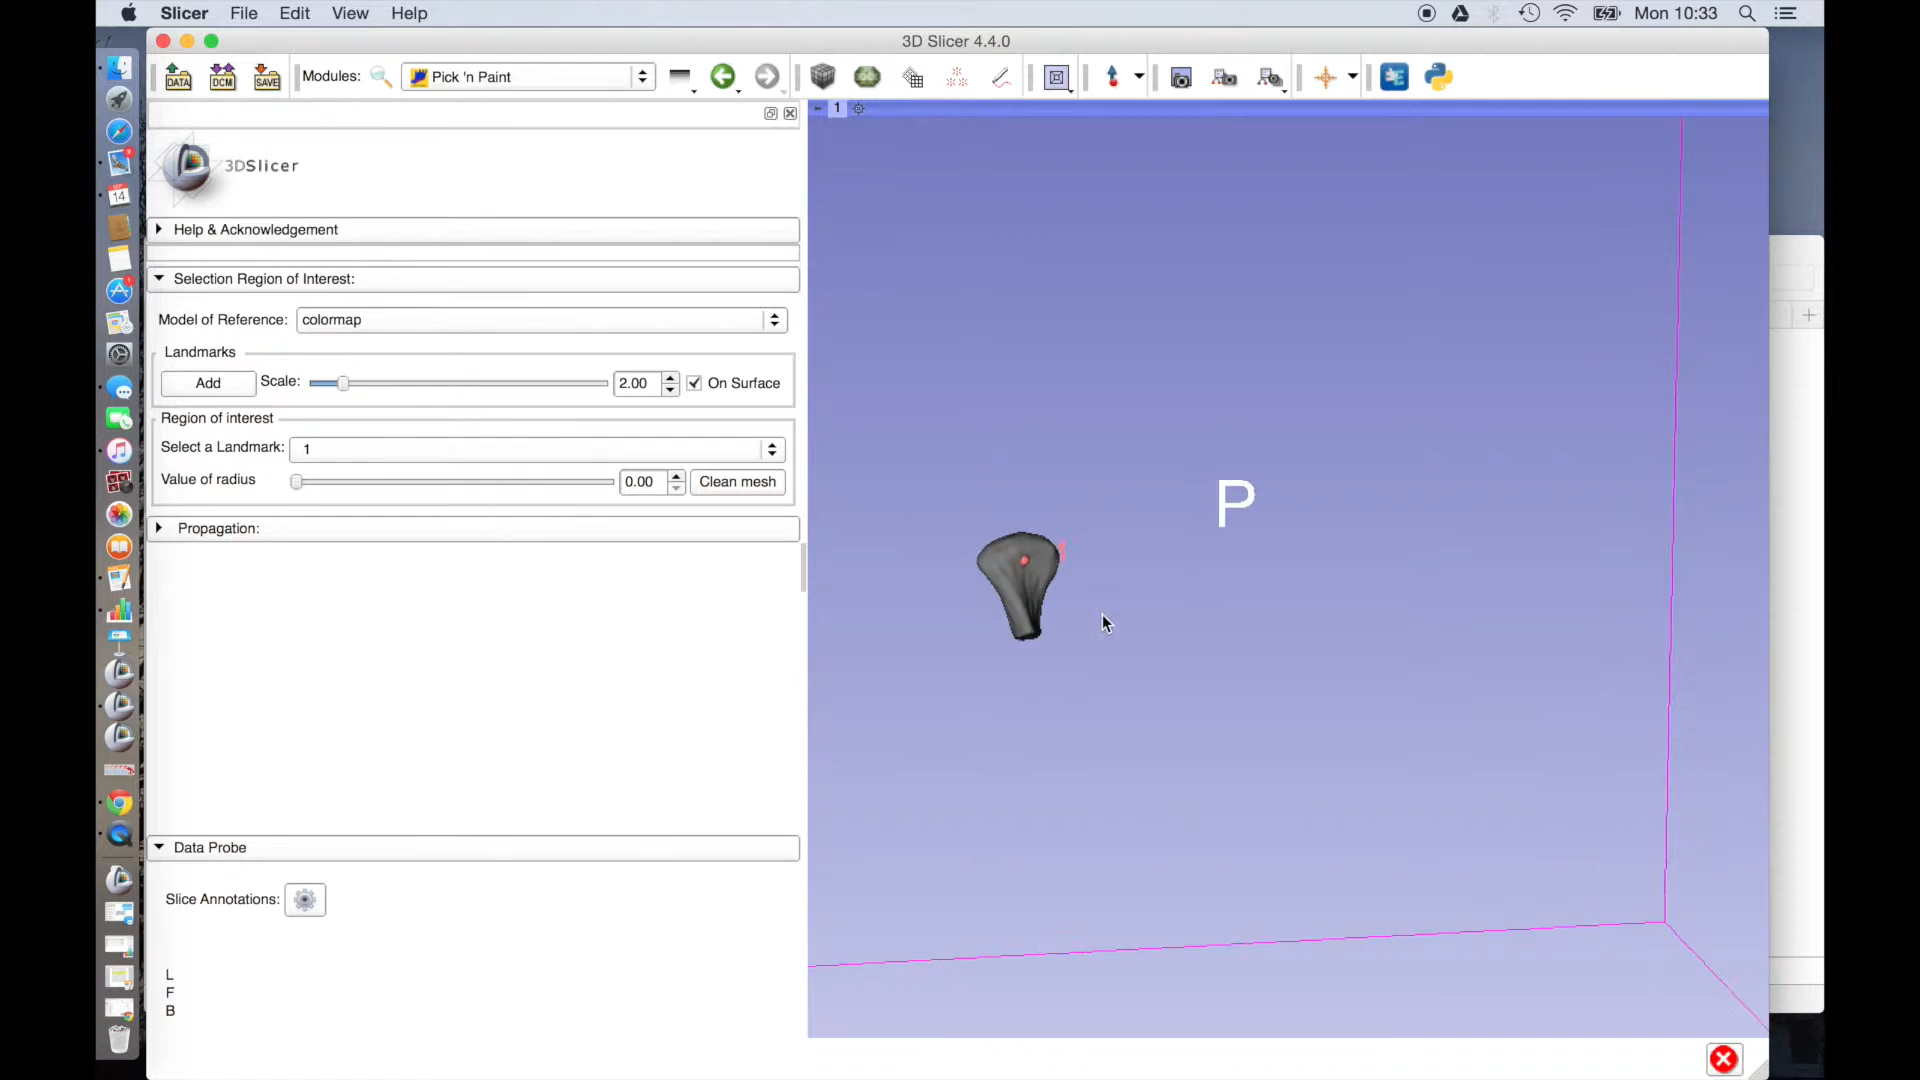 Slicer File Edit View Help Mon 10:33
3D Slicer 4.4.0
DATA DCM SAVE Modules: Pick 'n Paint
1
3DSlicer
Help & Acknowledgement
Selection Region of Interest:
Model of Reference: colormap
Landmarks
Add Scale: 2.00 On Surface
Region of interest
Select a Landmark: 1
Value of radius 0.00 Clean mesh
Propagation:
P
Data Probe
Slice Annotations:
L
F
B
14